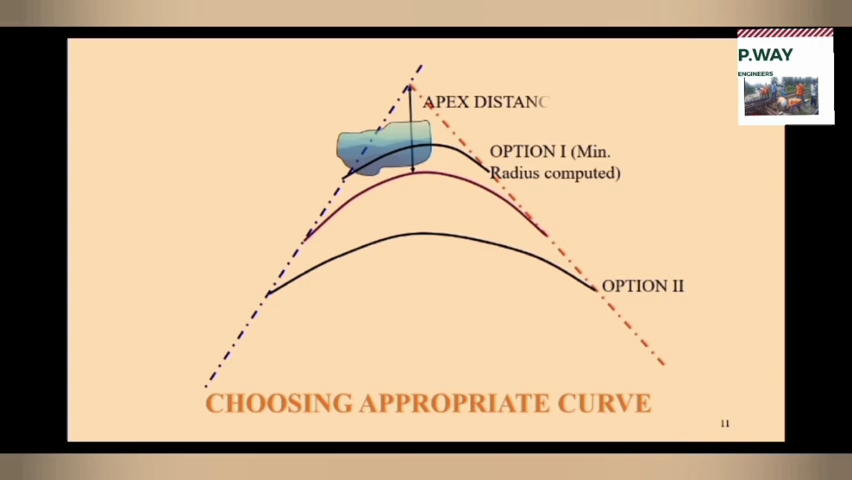 P.WAY
ENGINEERS
APEX DISTANC
OPTION I (Min.
Radius computed)
OPTION II
CHOOSING APPROPRIATE CURVE
11